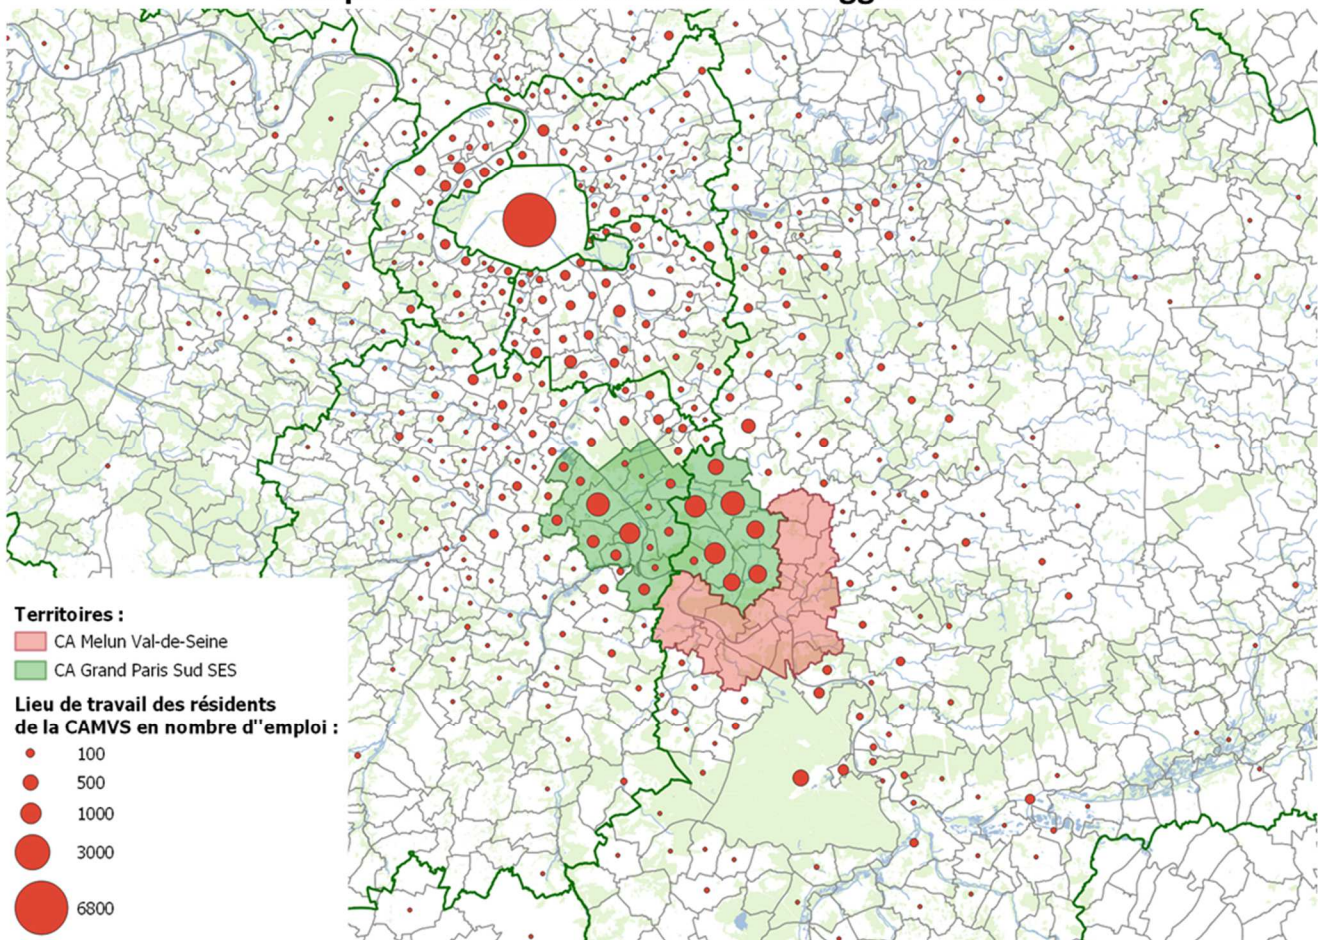 Territoires :
CA Melun Val-de-Seine
CA Grand Paris Sud SES
Lieu de travail des résidents
de la CAMVS en nombre d''emploi :
100
500
1000
3000
6800